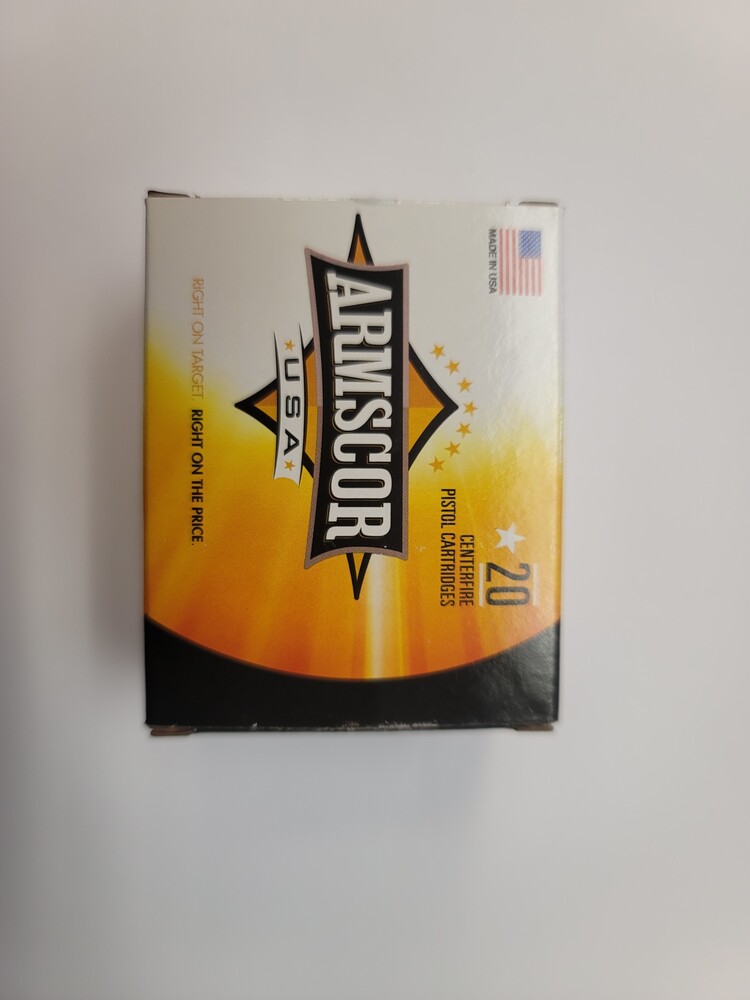 MADE IN USA
20
CENTERFIRE
PISTOL CARTRIDGES
ARMSCOR
USA
RIGHT ON TARGET. RIGHT ON THE PRICE.